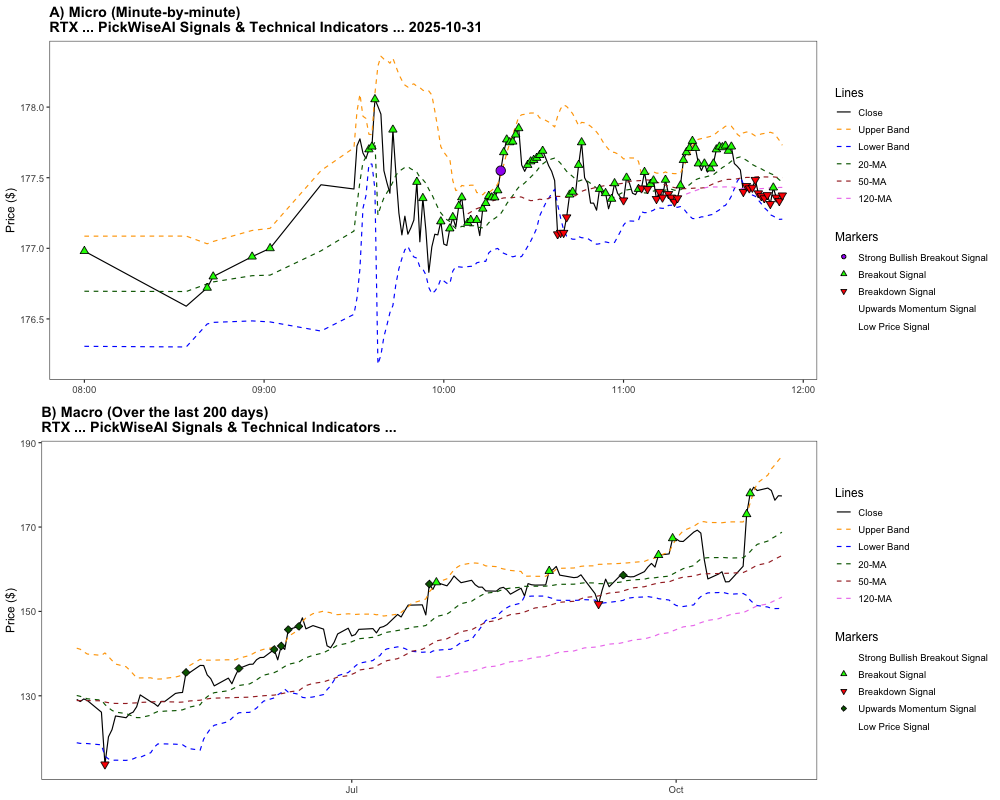 A) Micro (Minute-by-minute)
RTX ... PickWiseAI Signals & Technical Indicators ... 2025-10-31
Price ($)
178.0
177.5
177.0
176.5
08:00
09:00
10:00
11:00
12:00
Lines
Close
Upper Band
Lower Band
20-MA
50-MA
120-MA
Markers
Strong Bullish Breakout Signal
Breakout Signal
Breakdown Signal
Upwards Momentum Signal
Low Price Signal
B) Macro (Over the last 200 days)
RTX ... PickWiseAI Signals & Technical Indicators ...
Price ($)
190
170
150
130
Jul
Oct
Lines
Close
Upper Band
Lower Band
20-MA
50-MA
120-MA
Markers
Strong Bullish Breakout Signal
Breakout Signal
Breakdown Signal
Upwards Momentum Signal
Low Price Signal